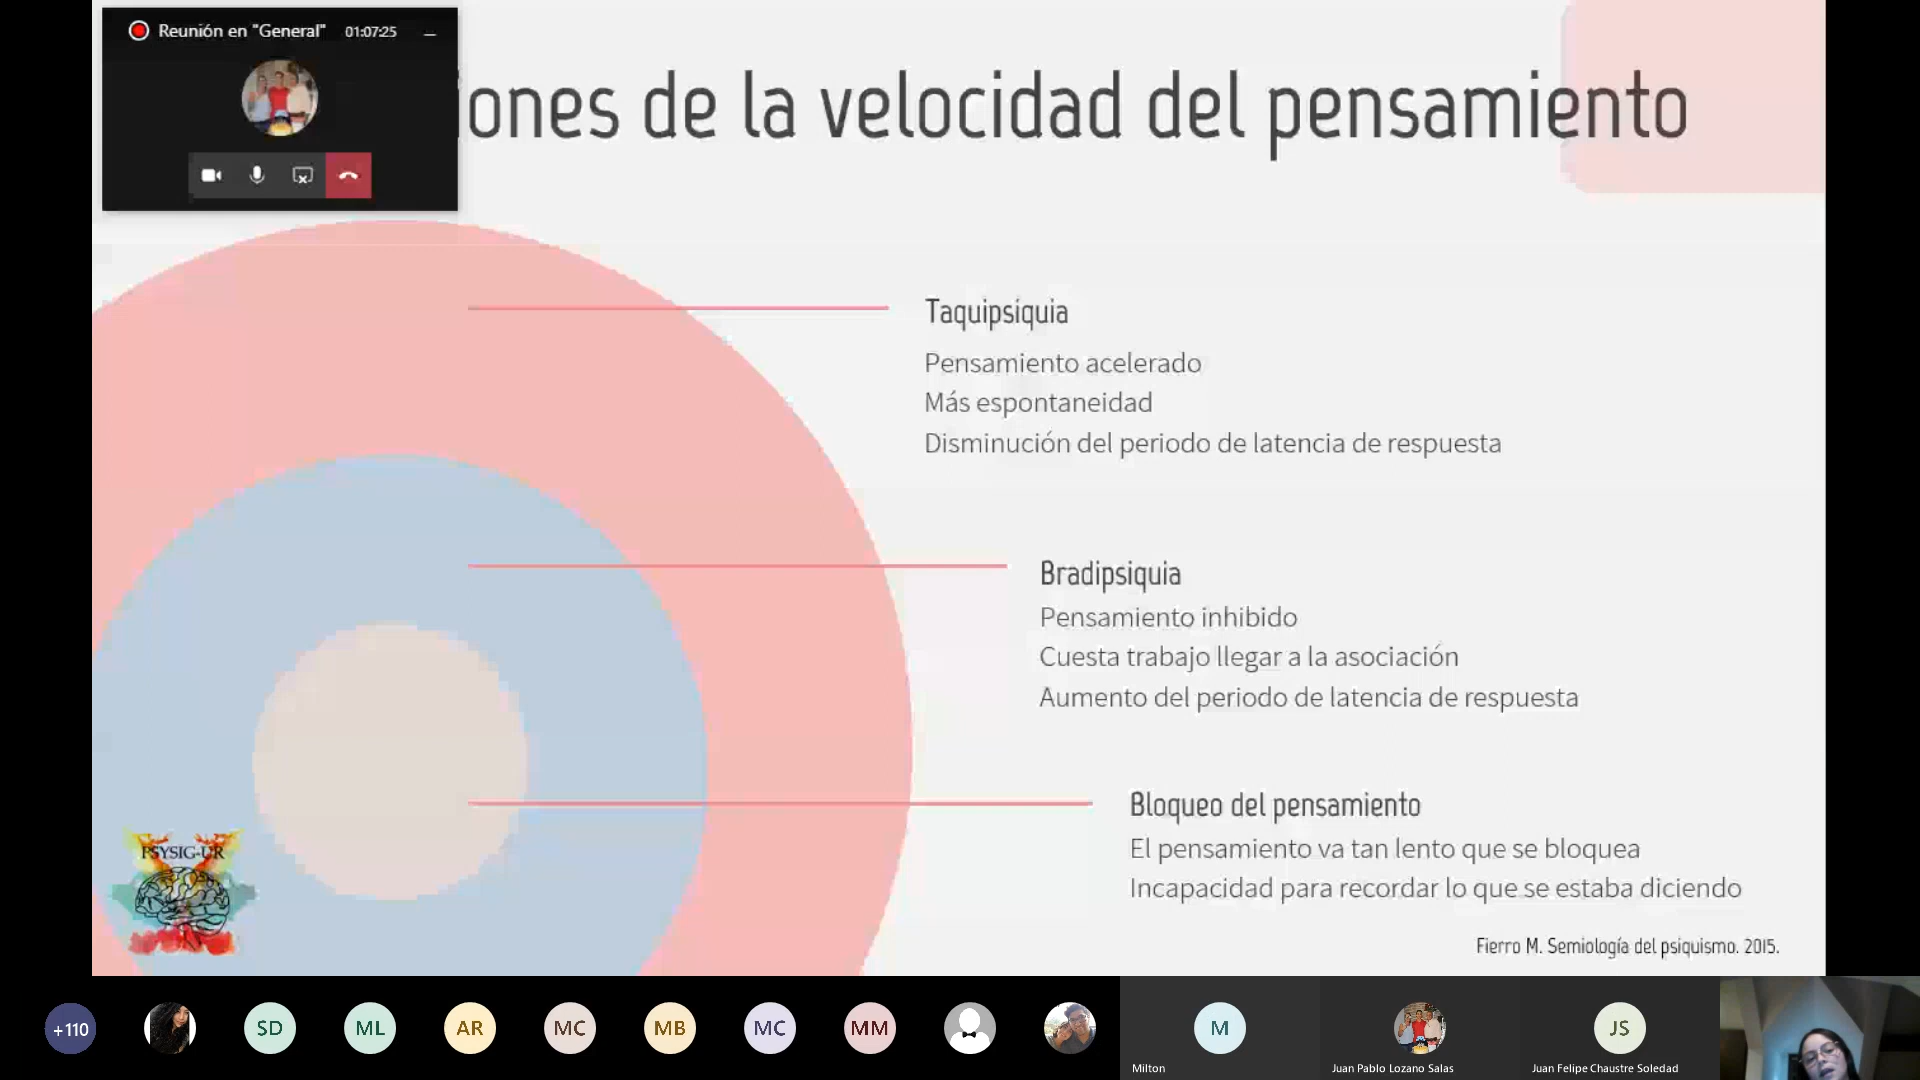 Reunión en "General" 01:07:25
iones de la velocidad del pensamiento
Taquipsiquia
Pensamiento acelerado
Más espontaneidad
Disminución del periodo de latencia de respuesta
Bradipsiquia
Pensamiento inhibido
Cuesta trabajo llegar a la asociación
Aumento del periodo de latencia de respuesta
Bloqueo del pensamiento
El pensamiento va tan lento que se bloquea
Incapacidad para recordar lo que se estaba diciendo
PSYSIG-UR
Fierro M. Semiología del psiquismo. 2015.
+110 SD ML AR MC MB MC MM M JS
Milton Juan Pablo Lozano Salas Juan Felipe Chaustre Soledad